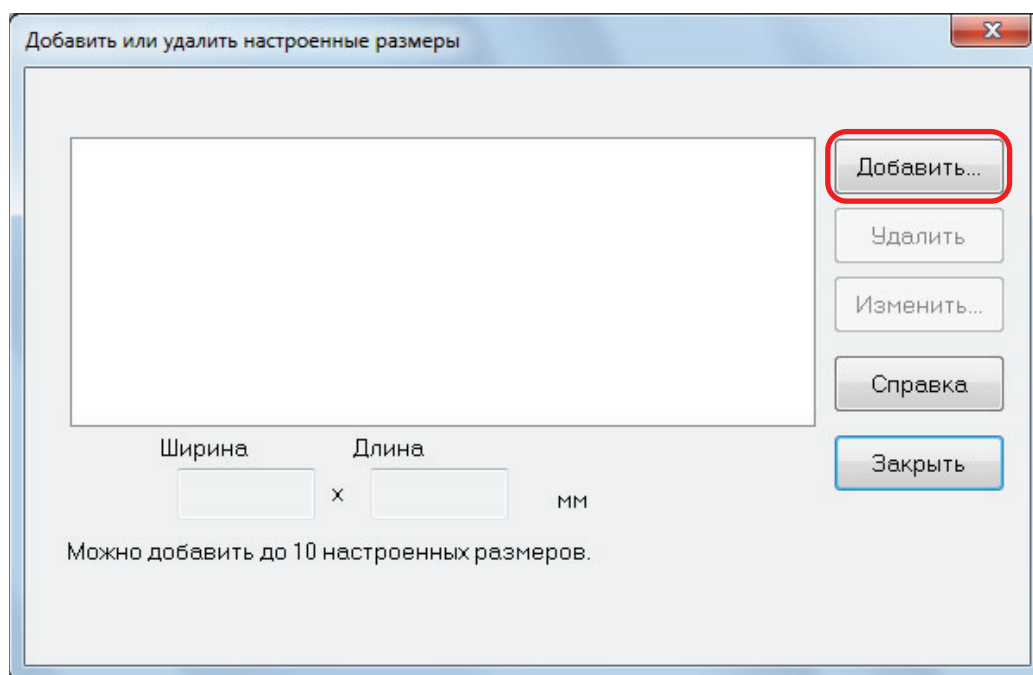 Добавить или удалить настроенные размеры
Добавить...
Удалить
Изменить...
Справка
Закрыть
Ширина Длина
x мм
Можно добавить до 10 настроенных размеров.